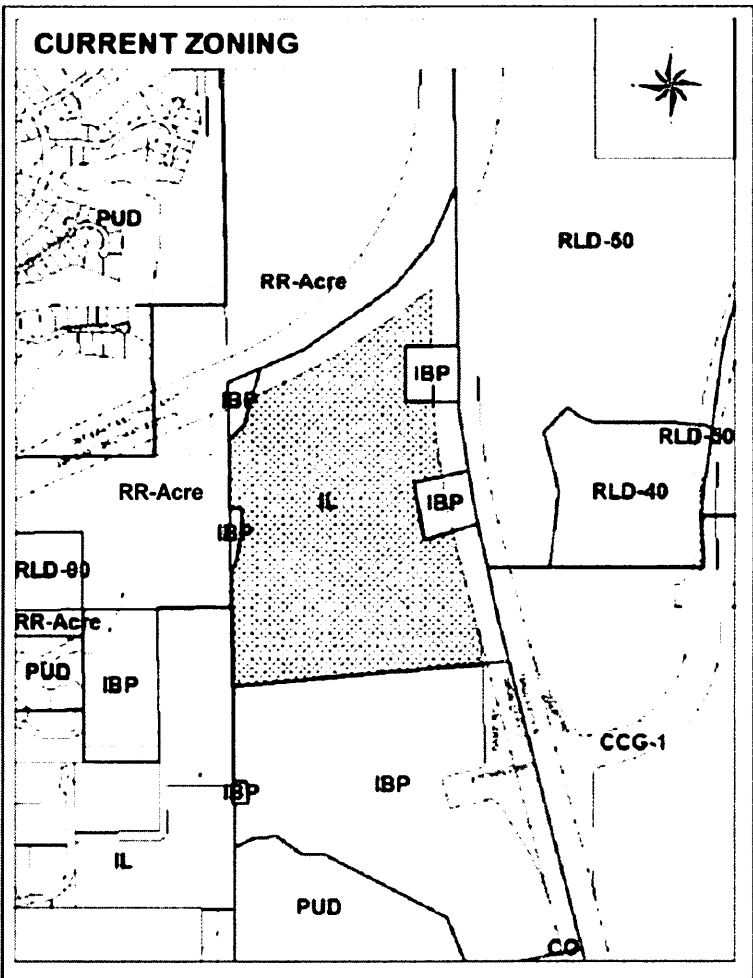 CURRENT ZONING
PUD
RLD-50
RR-Acre
IBP
IBP
RLD-50
RR-Acre
IL
IBP
RLD-40
IBP
RLD-90
RR-Acre
PUD
IBP
CCG-1
IBP
IBP
IL
PUD
CO